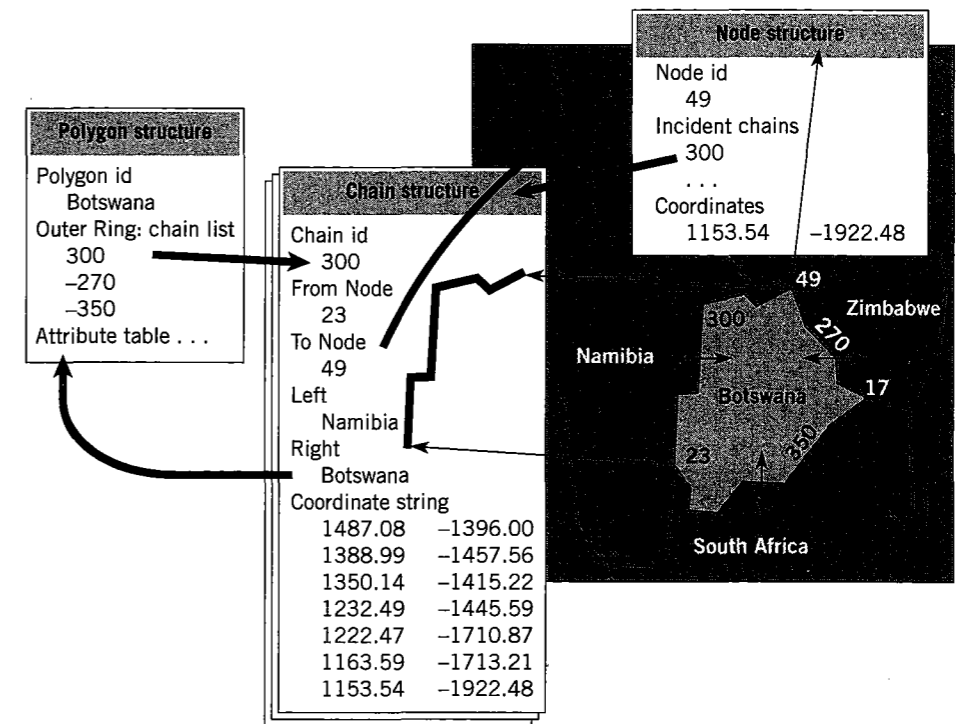 Polygon structure
Polygon id
Botswana
Outer Ring: chain list
300
–270
–350
Attribute table . . .
Chain structure
Chain id
300
From Node
23
To Node
49
Left
Namibia
Right
Botswana
Coordinate string
1487.08 –1396.00
1388.99 –1457.56
1350.14 –1415.22
1232.49 –1445.59
1222.47 –1710.87
1163.59 –1713.21
1153.54 –1922.48
Node structure
Node id
49
Incident chains
300
. . .
Coordinates
1153.54 –1922.48
49
Zimbabwe
300
270
Namibia
Botswana
17
350
23
South Africa